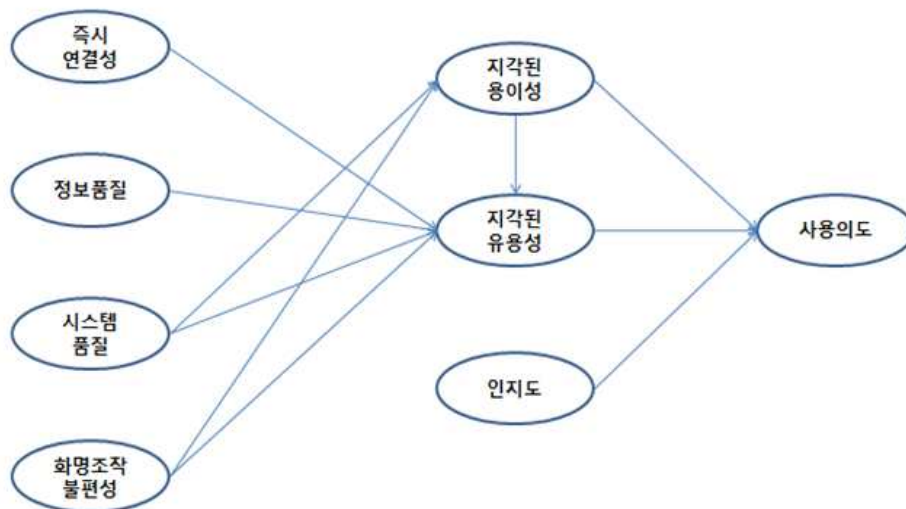 즉시
연결성
지각된
용이성
정보품질
지각된
유용성
사용의도
시스템
품질
인지도
화명조작
불편성